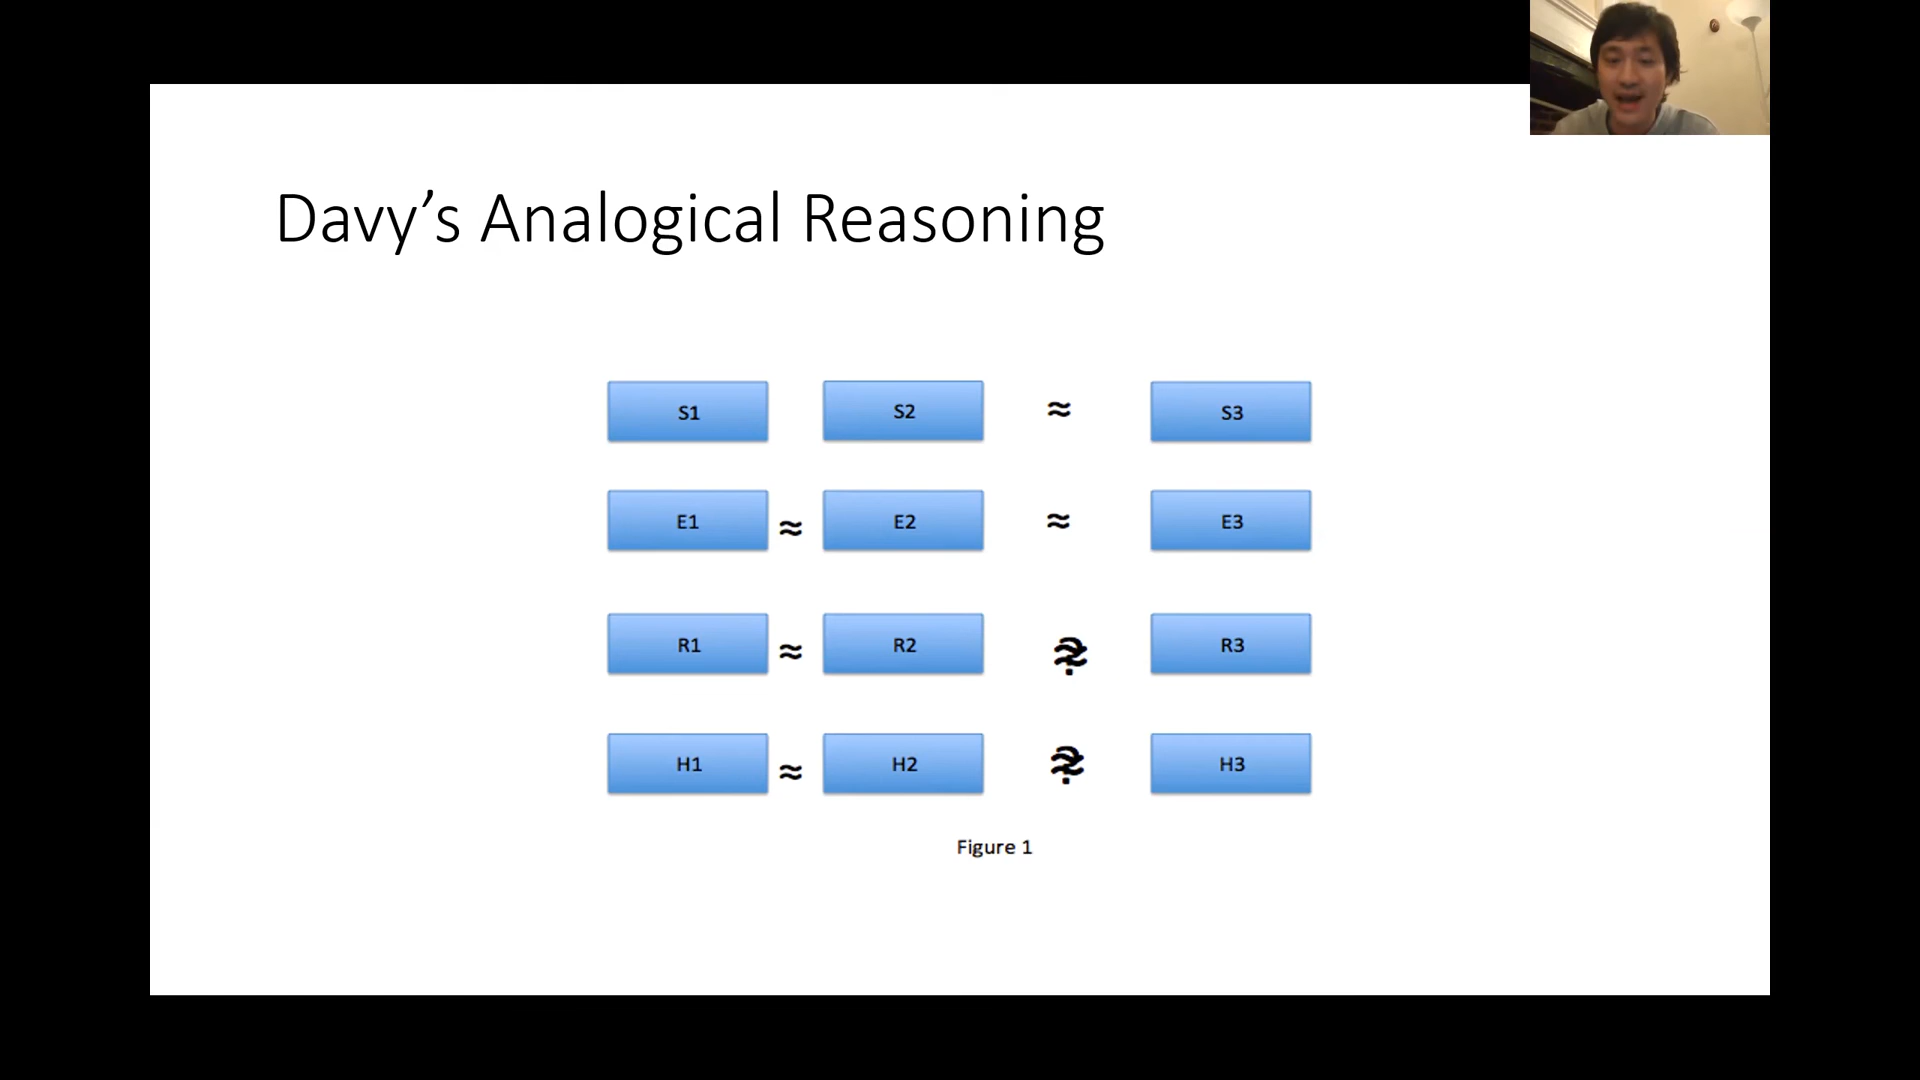 Davy’s Analogical Reasoning
S1 S2 ≈ S3
E1 ≈ E2 ≈ E3
R1 ≈ R2 ≈? R3
H1 ≈ H2 ≈? H3
Figure 1